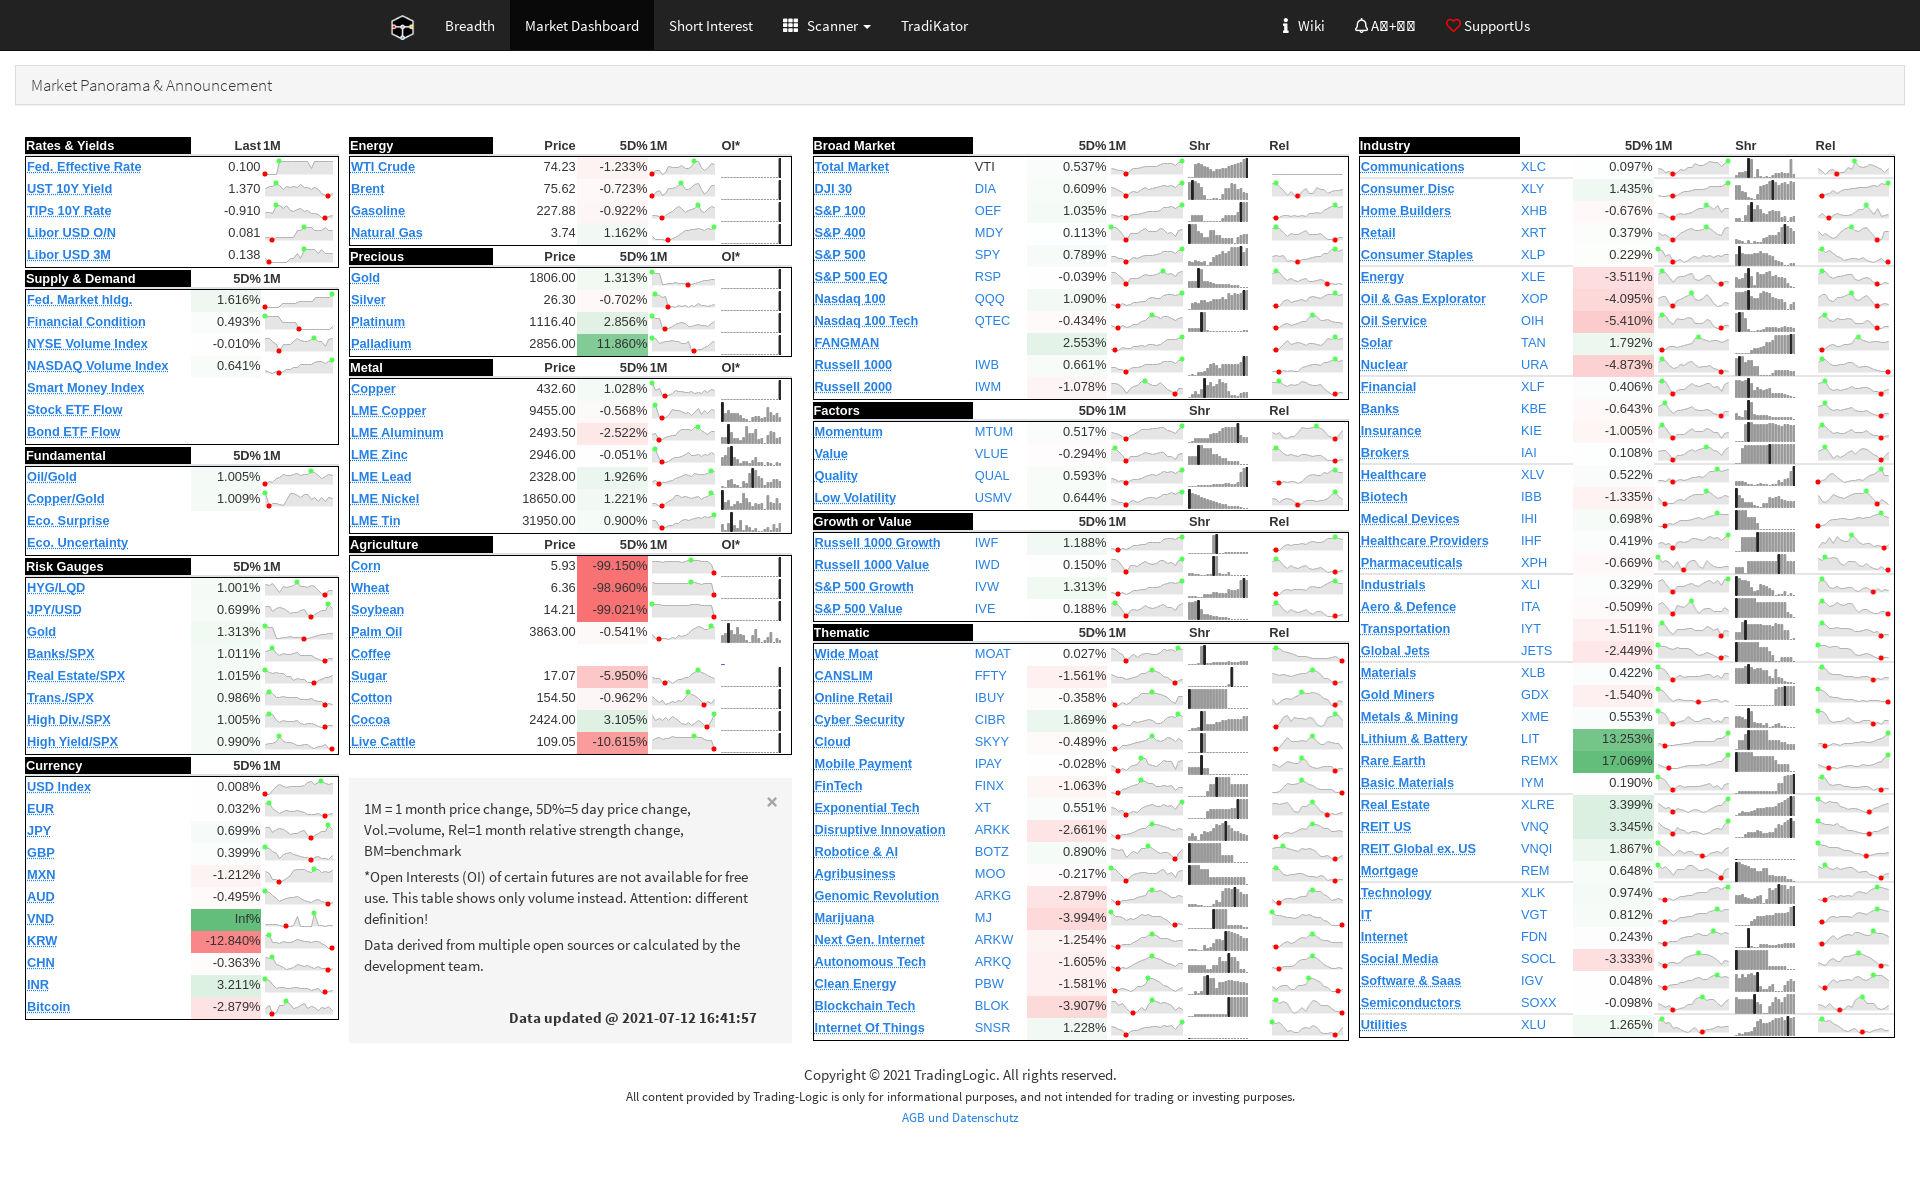 Breadth Market Dashboard Short Interest Scanner TradiKator Wiki SupportUs
Market Panorama & Announcement
Rates & Yields Last 1M
Fed. Effective Rate 0.100
UST 10Y Yield 1.370
TIPs 10Y Rate -0.910
Libor USD O/N 0.081
Libor USD 3M 0.138
Supply & Demand 5D% 1M
Fed. Market hldg. 1.616%
Financial Condition 0.493%
NYSE Volume Index -0.010%
NASDAQ Volume Index 0.641%
Smart Money Index
Stock ETF Flow
Bond ETF Flow
Fundamental 5D% 1M
Oil/Gold 1.005%
Copper/Gold 1.009%
Eco. Surprise
Eco. Uncertainty
Risk Gauges 5D% 1M
HYG/LQD 1.001%
JPY/USD 0.699%
Gold 1.313%
Banks/SPX 1.011%
Real Estate/SPX 1.015%
Trans./SPX 0.986%
High Div./SPX 1.005%
High Yield/SPX 0.990%
Currency 5D% 1M
USD Index 0.008%
EUR 0.032%
JPY 0.699%
GBP 0.399%
MXN -1.212%
AUD -0.495%
VND Inf%
KRW -12.840%
CHN -0.363%
INR 3.211%
Bitcoin -2.879%
Energy Price 5D% 1M OI*
WTI Crude 74.23 -1.233%
Brent 75.62 -0.723%
Gasoline 227.88 -0.922%
Natural Gas 3.74 1.162%
Precious Price 5D% 1M OI*
Gold 1806.00 1.313%
Silver 26.30 -0.702%
Platinum 1116.40 2.856%
Palladium 2856.00 11.860%
Metal Price 5D% 1M OI*
Copper 432.60 1.028%
LME Copper 9455.00 -0.568%
LME Aluminum 2493.50 -2.522%
LME Zinc 2946.00 -0.051%
LME Lead 2328.00 1.926%
LME Nickel 18650.00 1.221%
LME Tin 31950.00 0.900%
Agriculture Price 5D% 1M OI*
Corn 5.93 -99.150%
Wheat 6.36 -98.960%
Soybean 14.21 -99.021%
Palm Oil 3863.00 -0.541%
Coffee -
Sugar 17.07 -5.950%
Cotton 154.50 -0.962%
Cocoa 2424.00 3.105%
Live Cattle 109.05 -10.615%
×
1M = 1 month price change, 5D%=5 day price change,
Vol.=volume, Rel=1 month relative strength change,
BM=benchmark
*Open Interests (OI) of certain futures are not available for free
use. This table shows only volume instead. Attention: different
definition!
Data derived from multiple open sources or calculated by the
development team.
Data updated @ 2021-07-12 16:41:57
Broad Market 5D% 1M Shr Rel
Total Market VTI 0.537%
DJI 30 DIA 0.609%
S&P 100 OEF 1.035%
S&P 400 MDY 0.113%
S&P 500 SPY 0.789%
S&P 500 EQ RSP -0.039%
Nasdaq 100 QQQ 1.090%
Nasdaq 100 Tech QTEC -0.434%
FANGMAN 2.553%
Russell 1000 IWB 0.661%
Russell 2000 IWM -1.078%
Factors 5D% 1M Shr Rel
Momentum MTUM 0.517%
Value VLUE -0.294%
Quality QUAL 0.593%
Low Volatility USMV 0.644%
Growth or Value 5D% 1M Shr Rel
Russell 1000 Growth IWF 1.188%
Russell 1000 Value IWD 0.150%
S&P 500 Growth IVW 1.313%
S&P 500 Value IVE 0.188%
Thematic 5D% 1M Shr Rel
Wide Moat MOAT 0.027%
CANSLIM FFTY -1.561%
Online Retail IBUY -0.358%
Cyber Security CIBR 1.869%
Cloud SKYY -0.489%
Mobile Payment IPAY -0.028%
FinTech FINX -1.063%
Exponential Tech XT 0.551%
Disruptive Innovation ARKK -2.661%
Robotice & AI BOTZ 0.890%
Agribusiness MOO -0.217%
Genomic Revolution ARKG -2.879%
Marijuana MJ -3.994%
Next Gen. Internet ARKW -1.254%
Autonomous Tech ARKQ -1.605%
Clean Energy PBW -1.581%
Blockchain Tech BLOK -3.907%
Internet Of Things SNSR 1.228%
Industry 5D% 1M Shr Rel
Communications XLC 0.097%
Consumer Disc XLY 1.435%
Home Builders XHB -0.676%
Retail XRT 0.379%
Consumer Staples XLP 0.229%
Energy XLE -3.511%
Oil & Gas Explorator XOP -4.095%
Oil Service OIH -5.410%
Solar TAN 1.792%
Nuclear URA -4.873%
Financial XLF 0.406%
Banks KBE -0.643%
Insurance KIE -1.005%
Brokers IAI 0.108%
Healthcare XLV 0.522%
Biotech IBB -1.335%
Medical Devices IHI 0.698%
Healthcare Providers IHF 0.419%
Pharmaceuticals XPH -0.669%
Industrials XLI 0.329%
Aero & Defence ITA -0.509%
Transportation IYT -1.511%
Global Jets JETS -2.449%
Materials XLB 0.422%
Gold Miners GDX -1.540%
Metals & Mining XME 0.553%
Lithium & Battery LIT 13.253%
Rare Earth REMX 17.069%
Basic Materials IYM 0.190%
Real Estate XLRE 3.399%
REIT US VNQ 3.345%
REIT Global ex. US VNQI 1.867%
Mortgage REM 0.648%
Technology XLK 0.974%
IT VGT 0.812%
Internet FDN 0.243%
Social Media SOCL -3.333%
Software & Saas IGV 0.048%
Semiconductors SOXX -0.098%
Utilities XLU 1.265%
Copyright © 2021 TradingLogic. All rights reserved.
All content provided by Trading-Logic is only for informational purposes, and not intended for trading or investing purposes.
AGB und Datenschutz